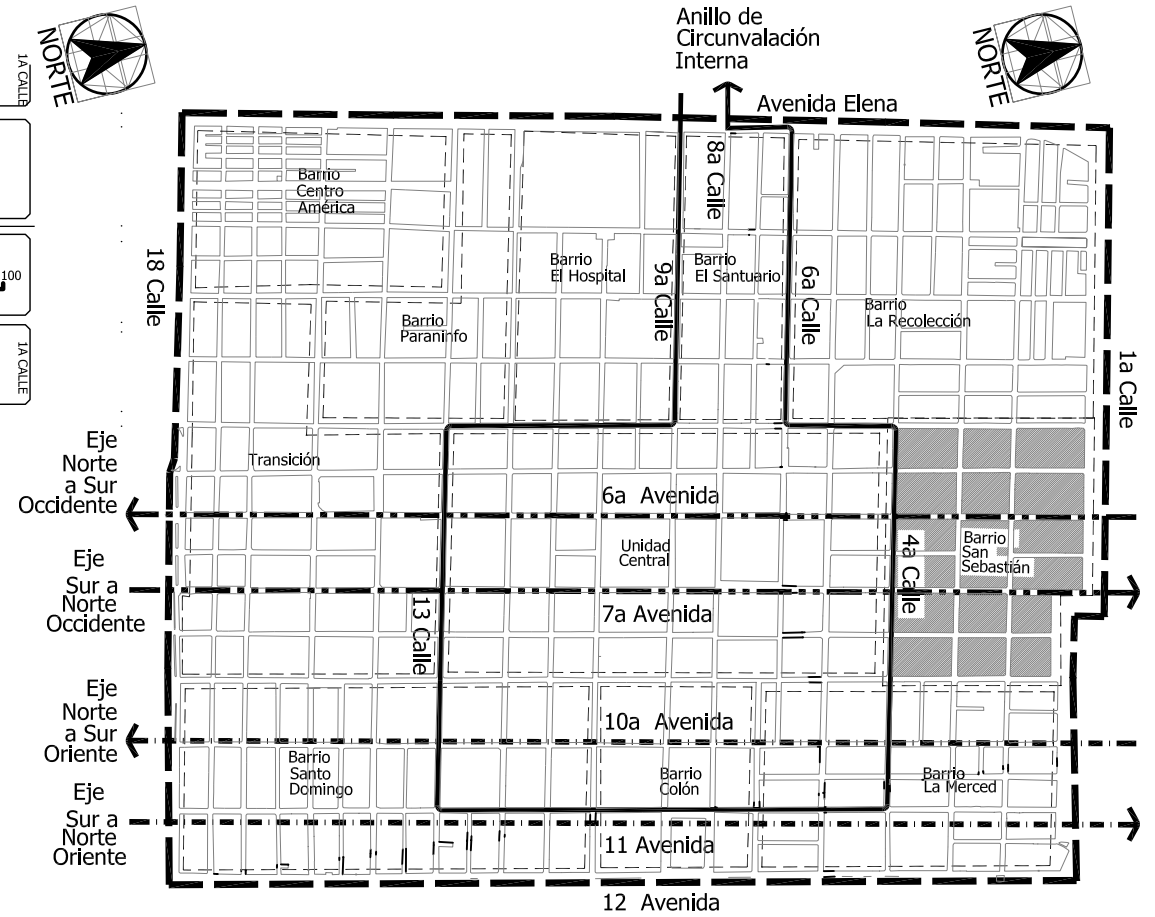 Anillo de
Circunvalación
Interna
NORTE
NORTE
1A CALLE
100
1A CALLE
Avenida Elena
8a Calle
Barrio
Centro
América
18 Calle
Barrio
El Hospital
9a Calle
Barrio
El Santuario
6a Calle
Barrio
La Recolección
Barrio
Paraninfo
1a Calle
Eje
Norte
a Sur
Occidente
Transición
6a Avenida
Unidad
Central
4a Calle
Barrio
San
Sebastián
Eje
Sur a
Norte
Occidente
13 Calle
7a Avenida
Eje
Norte
a Sur
Oriente
10a Avenida
Barrio
Santo
Domingo
Barrio
Colón
Barrio
La Merced
Eje
Sur a
Norte
Oriente
11 Avenida
12 Avenida